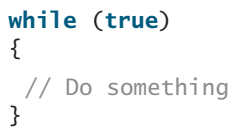 while (true)
{
// Do something
}